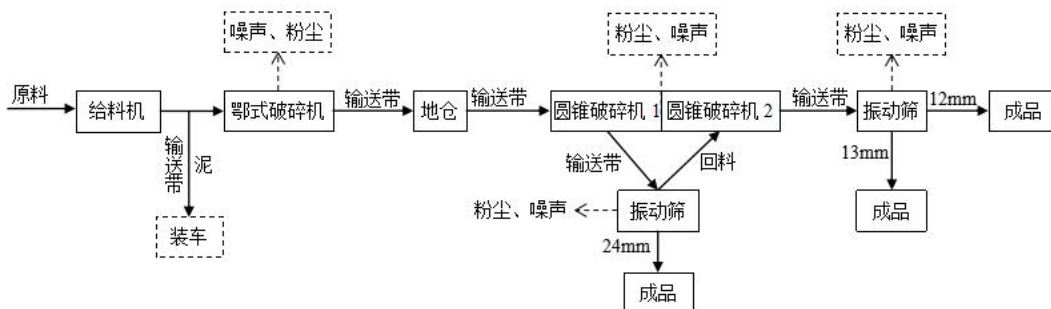 噪声、粉尘
粉尘、噪声
粉尘、噪声
原料
给料机
鄂式破碎机
输送带
地仓
输送带
圆锥破碎机 1
圆锥破碎机 2
输送带
振动筛
12mm
成品
输送带
泥
输送带
回料
13mm
装车
粉尘、噪声
振动筛
成品
24mm
成品